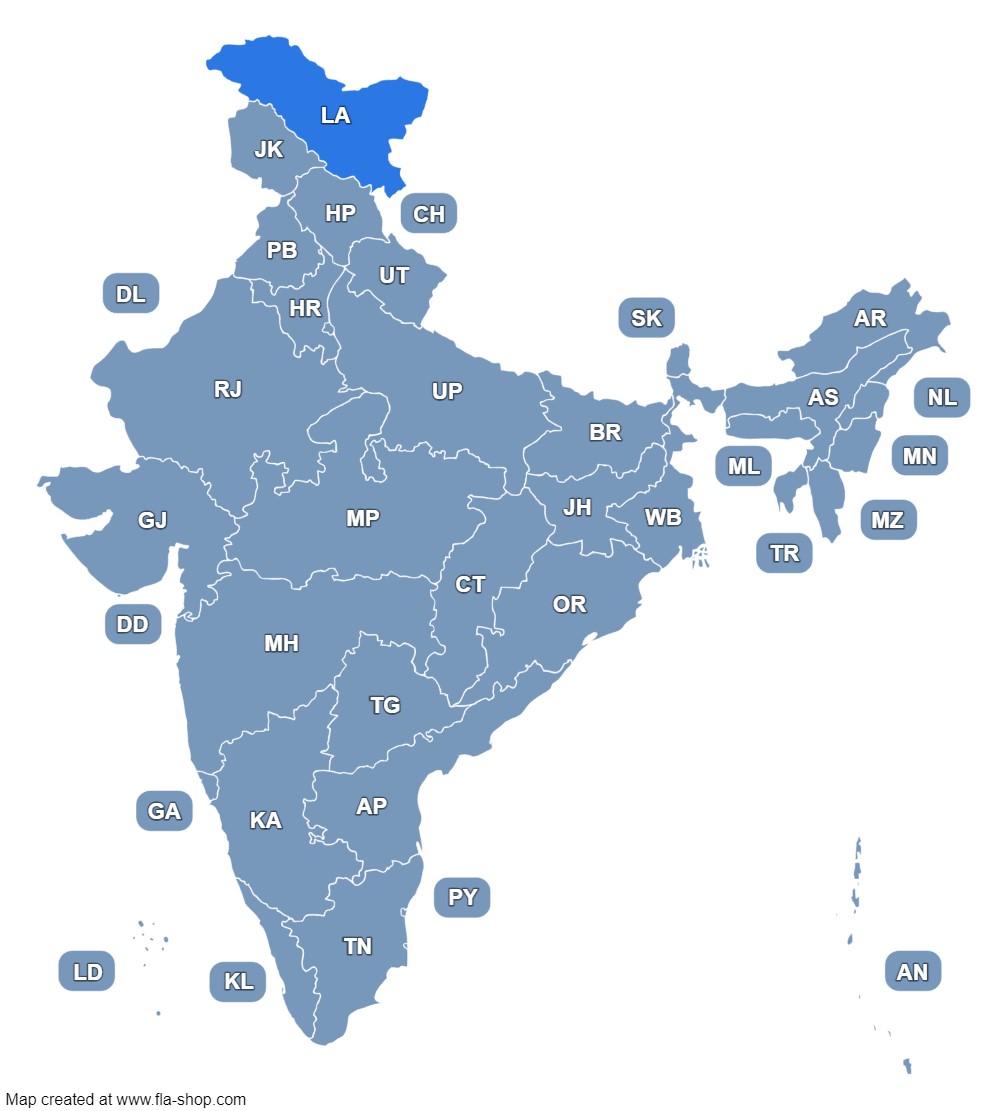 LA
JK
HP
CH
PB
UT
DL
HR
SK
AR
RJ
UP
AS
NL
BR
MN
ML
GJ
MP
JH
WB
MZ
TR
CT
OR
DD
MH
TG
GA
KA
AP
PY
TN
LD
KL
AN
Map created at www.fla-shop.com